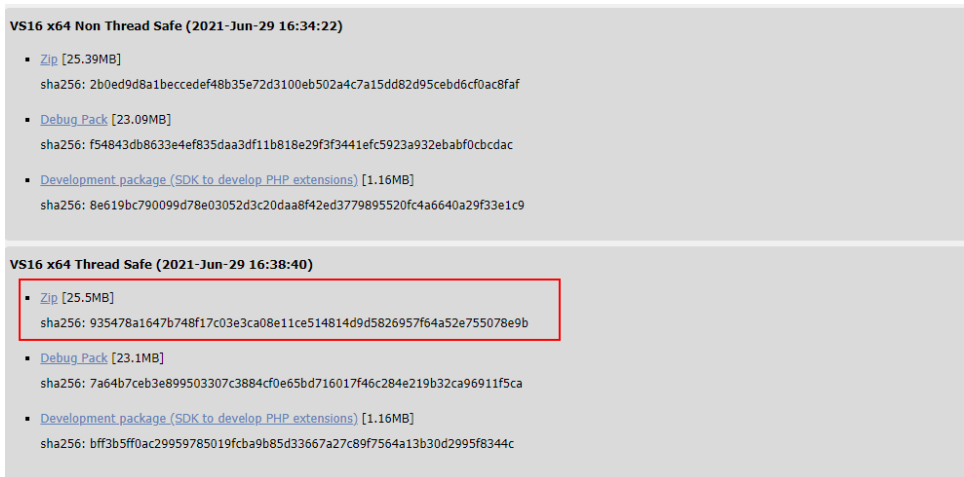 VS16 x64 Non Thread Safe (2021-Jun-29 16:34:22)
Zip [25.39MB]
sha256: 2b0ed9d8a1beccedef48b35e72d3100eb502a4c7a15dd82d95cebd6cf0ac8faf
Debug Pack [23.09MB]
sha256: f54843db8633e4ef835daa3df11b818e29f3f3441efc5923a932ebabf0cbcdac
Development package (SDK to develop PHP extensions) [1.16MB]
sha256: 8e619bc790099d78e03052d3c20daa8f42ed3779895520fc4a6640a29f33e1c9
VS16 x64 Thread Safe (2021-Jun-29 16:38:40)
Zip [25.5MB]
sha256: 935478a1647b748f17c03e3ca08e11ce514814d9d5826957f64a52e755078e9b
Debug Pack [23.1MB]
sha256: 7a64b7ceb3e899503307c3884cf0e65bd716017f46c284e219b32ca96911f5ca
Development package (SDK to develop PHP extensions) [1.16MB]
sha256: bff3b5ff0ac29959785019fcba9b85d33667a27c89f7564a13b30d2995f8344c